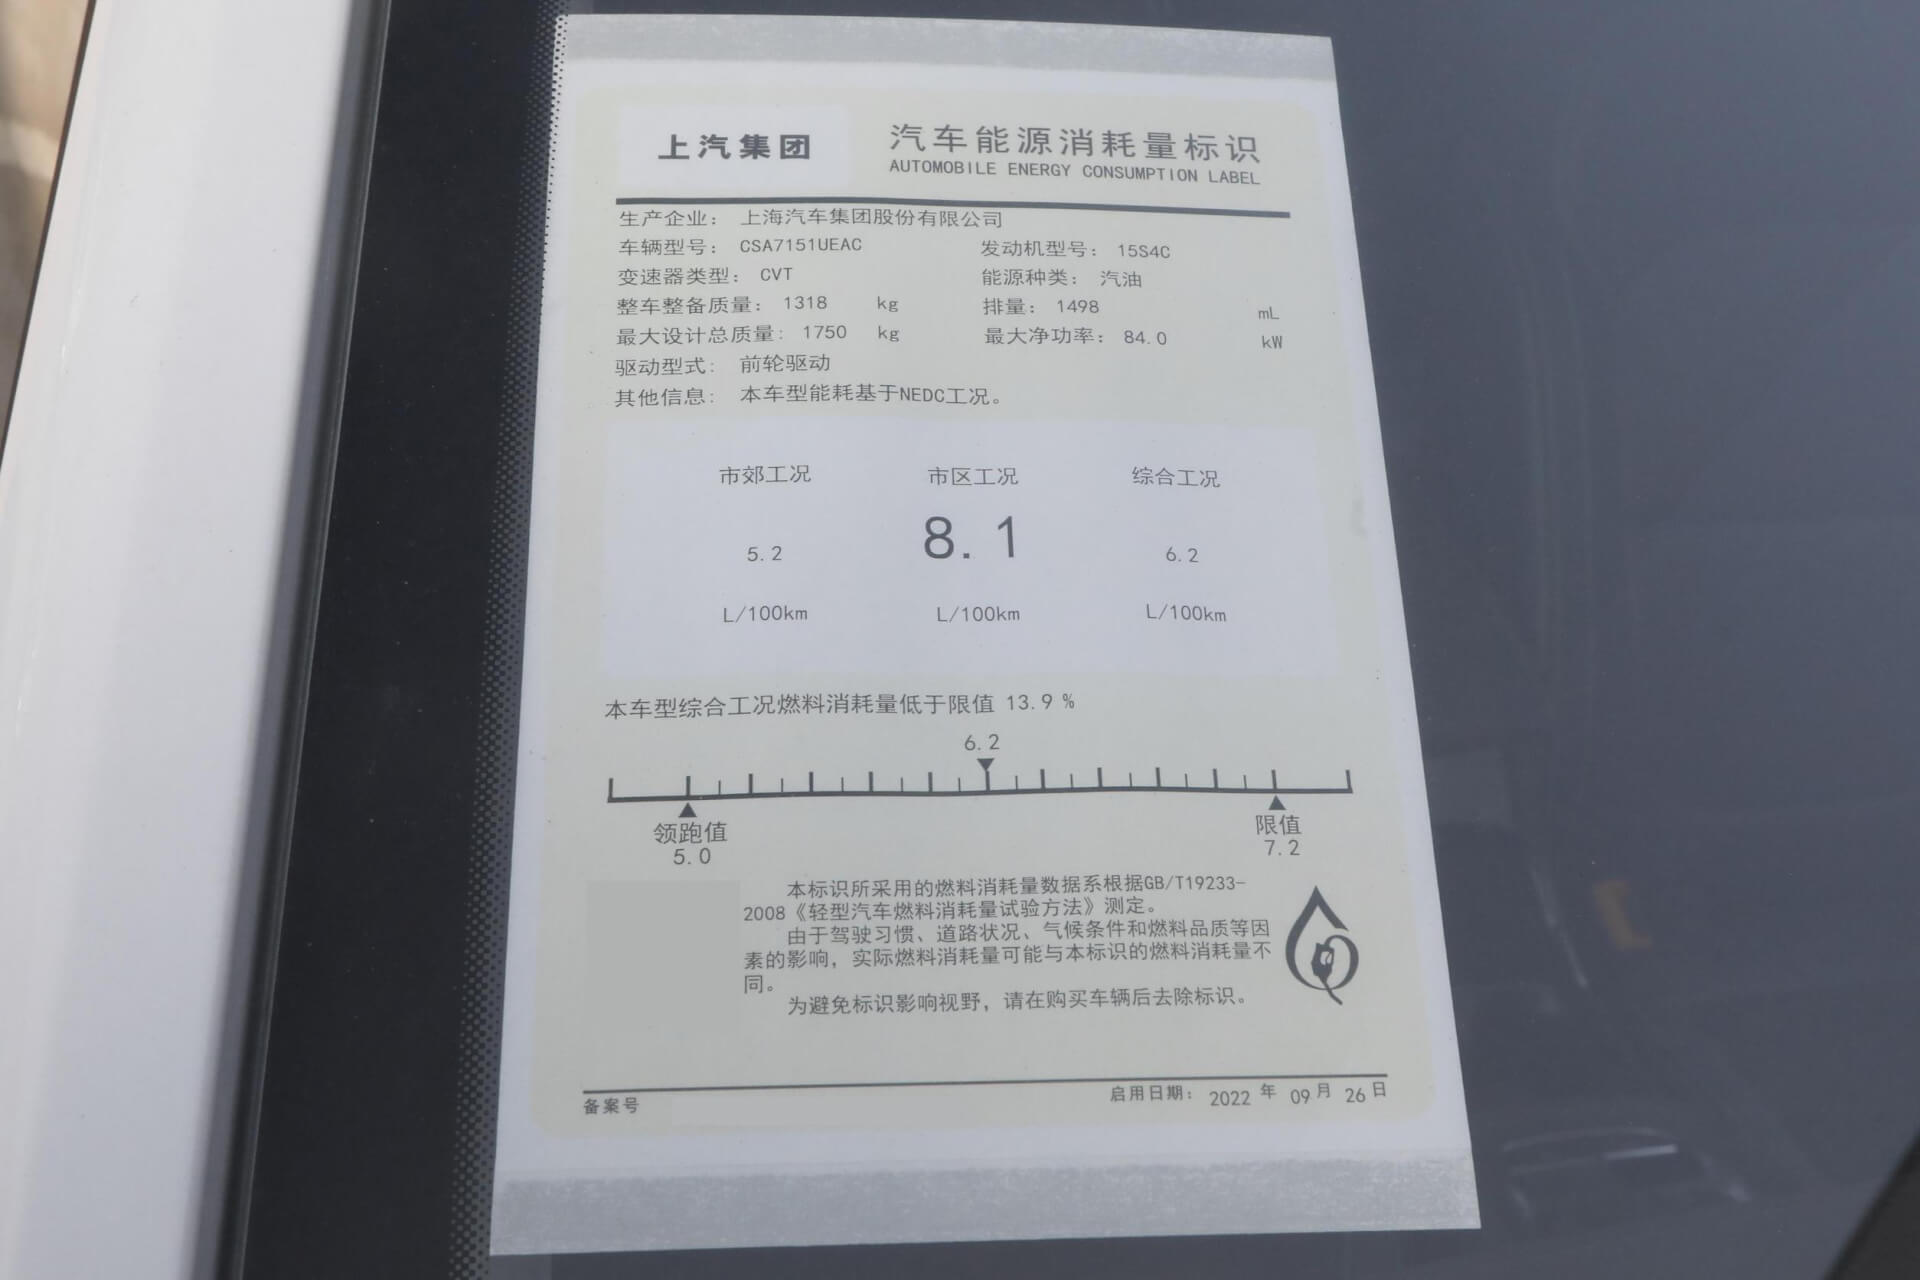 上汽集团
汽车能源消耗量标识
AUTOMOBILE ENERGY CONSUMPTION LABEL
生产企业： 上海汽车集团股份有限公司
车辆型号： CSA7151UEAC 发动机型号： 15S4C
变速器类型： CVT 能源种类： 汽油
整车整备质量： 1318 kg 排量： 1498 mL
最大设计总质量： 1750 kg 最大净功率： 84.0 kW
驱动型式： 前轮驱动
其他信息： 本车型能耗基于NEDC工况。
市郊工况 市区工况 综合工况
5.2 8.1 6.2
L/100km L/100km L/100km
本车型综合工况燃料消耗量低于限值 13.9 %
6.2
领跑值 限值
5.0 7.2
本标识所采用的燃料消耗量数据系根据GB/T19233-
2008《轻型汽车燃料消耗量试验方法》测定。
由于驾驶习惯、道路状况、气候条件和燃料品质等因
素的影响，实际燃料消耗量可能与本标识的燃料消耗量不
同。
为避免标识影响视野，请在购买车辆后去除标识。
备案号 启用日期： 2022 年 09 月 26 日